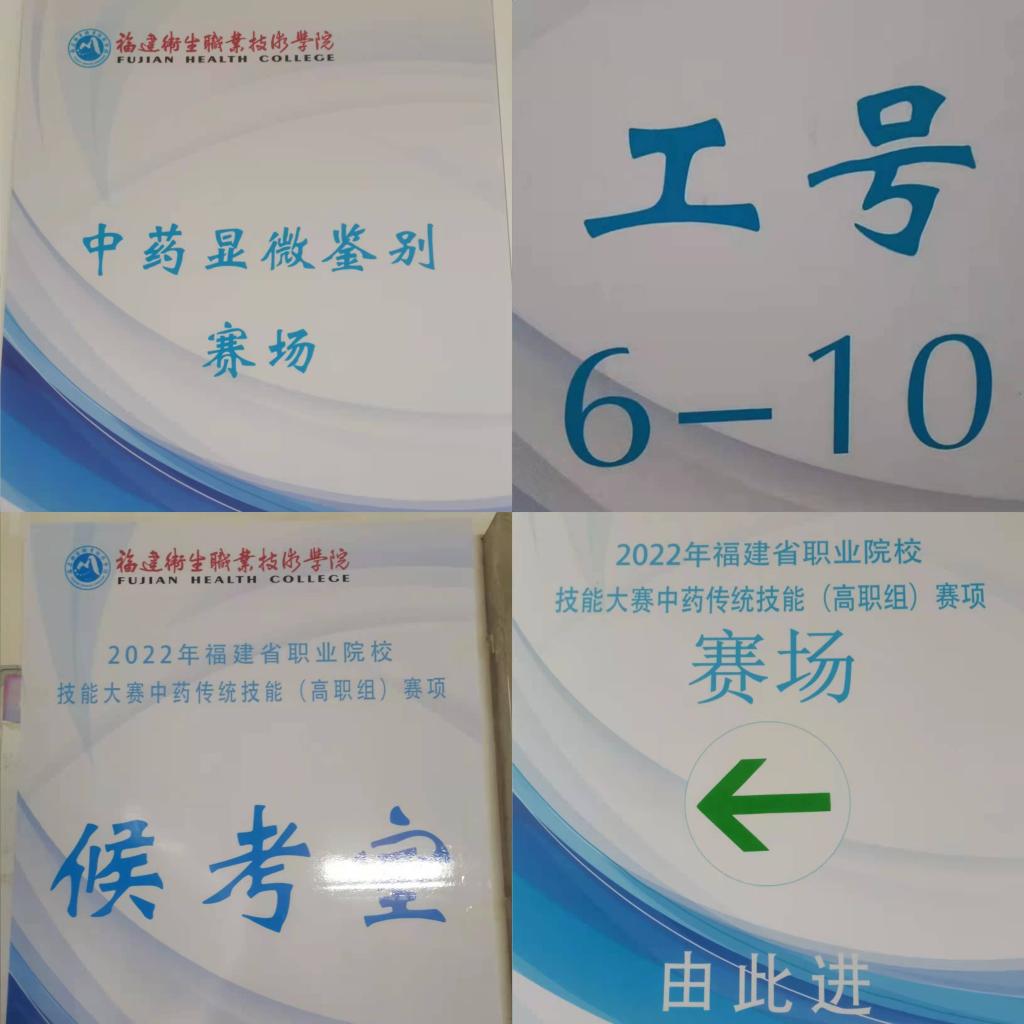 福建衛生職業技術學院
FUJIAN HEALTH COLLEGE
中药显微鉴别
赛场
工号
6-10
福建衛生職業技術學院
FUJIAN HEALTH COLLEGE
2022年福建省职业院校
技能大赛中药传统技能（高职组）赛项
候考室
2022年福建省职业院校
技能大赛中药传统技能（高职组）赛项
赛场
由此进